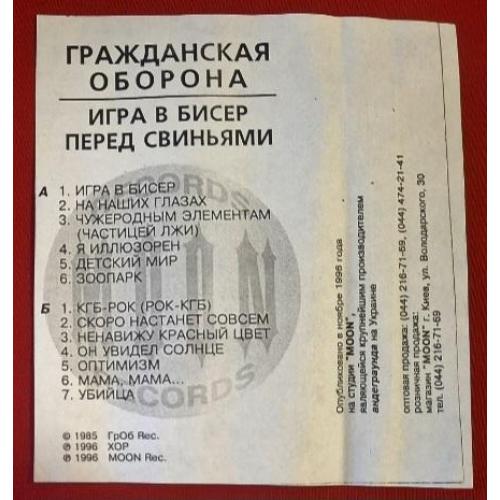 ГРАЖДАНСКАЯ
ОБОРОНА
ИГРА В БИСЕР
ПЕРЕД СВИНЬЯМИ
А 1. ИГРА В БИСЕР
2. НА НАШИХ ГЛАЗАХ
3. ЧУЖЕРОДНЫМ ЭЛЕМЕНТАМ
(ЧАСТИЦЕЙ ЛЖИ)
4. Я ИЛЛЮЗОРЕН
5. ДЕТСКИЙ МИР
6. ЗООПАРК
Б 1. КГБ-РОК (РОК-КГБ)
2. СКОРО НАСТАНЕТ СОВСЕМ
3. НЕНАВИЖУ КРАСНЫЙ ЦВЕТ
4. ОН УВИДЕЛ СОЛНЦЕ
5. ОПТИМИЗМ
6. МАМА, МАМА...
7. УБИЙЦА
© 1985 ГрОб Rec.
℗ 1996 ХОР
℗ 1996 MOON Rec.
RECORDS
MOON
RECORDS
Опубликовано в ноябре 1996 года
на студии "MOON",
являющейся крупнейшим производителем
андеграунда на Украине
оптовая продажа: (044) 216-71-69, (044) 474-21-41
розничная продажа:
магазин "MOON" г. Киев, ул. Володарского, 30
тел. (044) 216-71-69